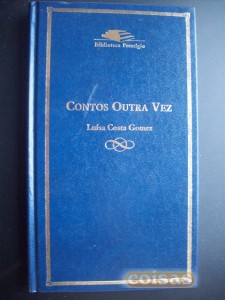 Biblioteca Prestígio
CONTOS OUTRA VEZ
Luísa Costa Gomes
coisas